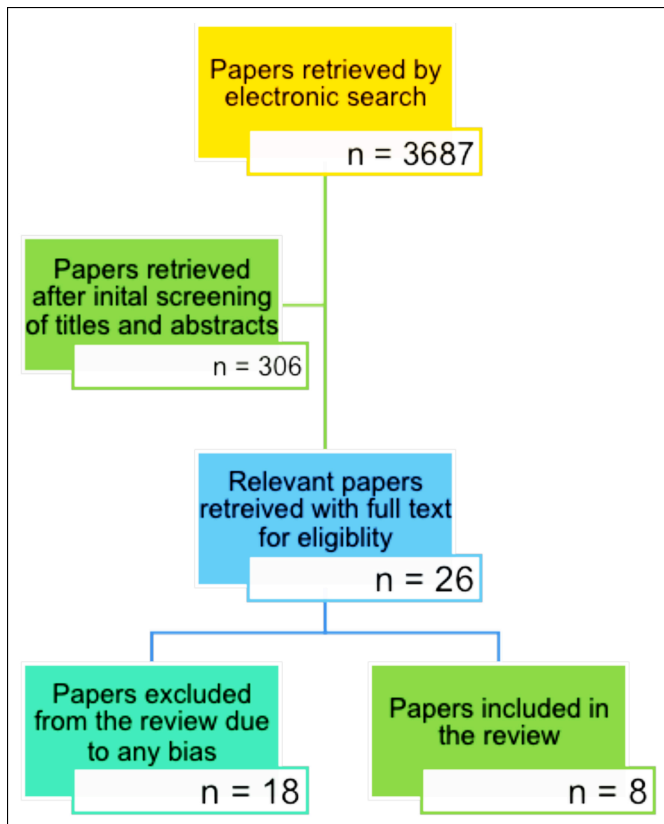 Papers retrieved by
electronic search
n = 3687
Papers retrieved
after inital screening
of titles and abstracts
n = 306
Relevant papers
retreived with full text
for eligiblity
n = 26
Papers excluded
from the review due
to any bias
n = 18
Papers included in
the review
n = 8